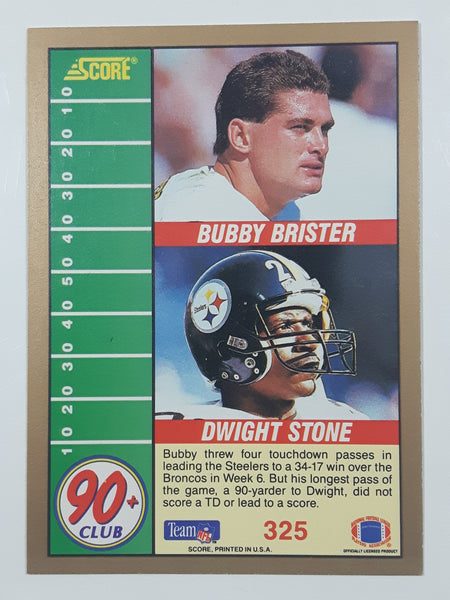 SCORE®
10
20
30
40
50
40
30
20
10
BUBBY BRISTER
Steelers
2
DWIGHT STONE
Bubby threw four touchdown passes in
leading the Steelers to a 34-17 win over the
Broncos in Week 6. But his longest pass of
the game, a 90-yarder to Dwight, did not
score a TD or lead to a score.
90+
CLUB
Team NFL
325
SCORE, PRINTED IN U.S.A.
OFFICIALLY LICENSED PRODUCT